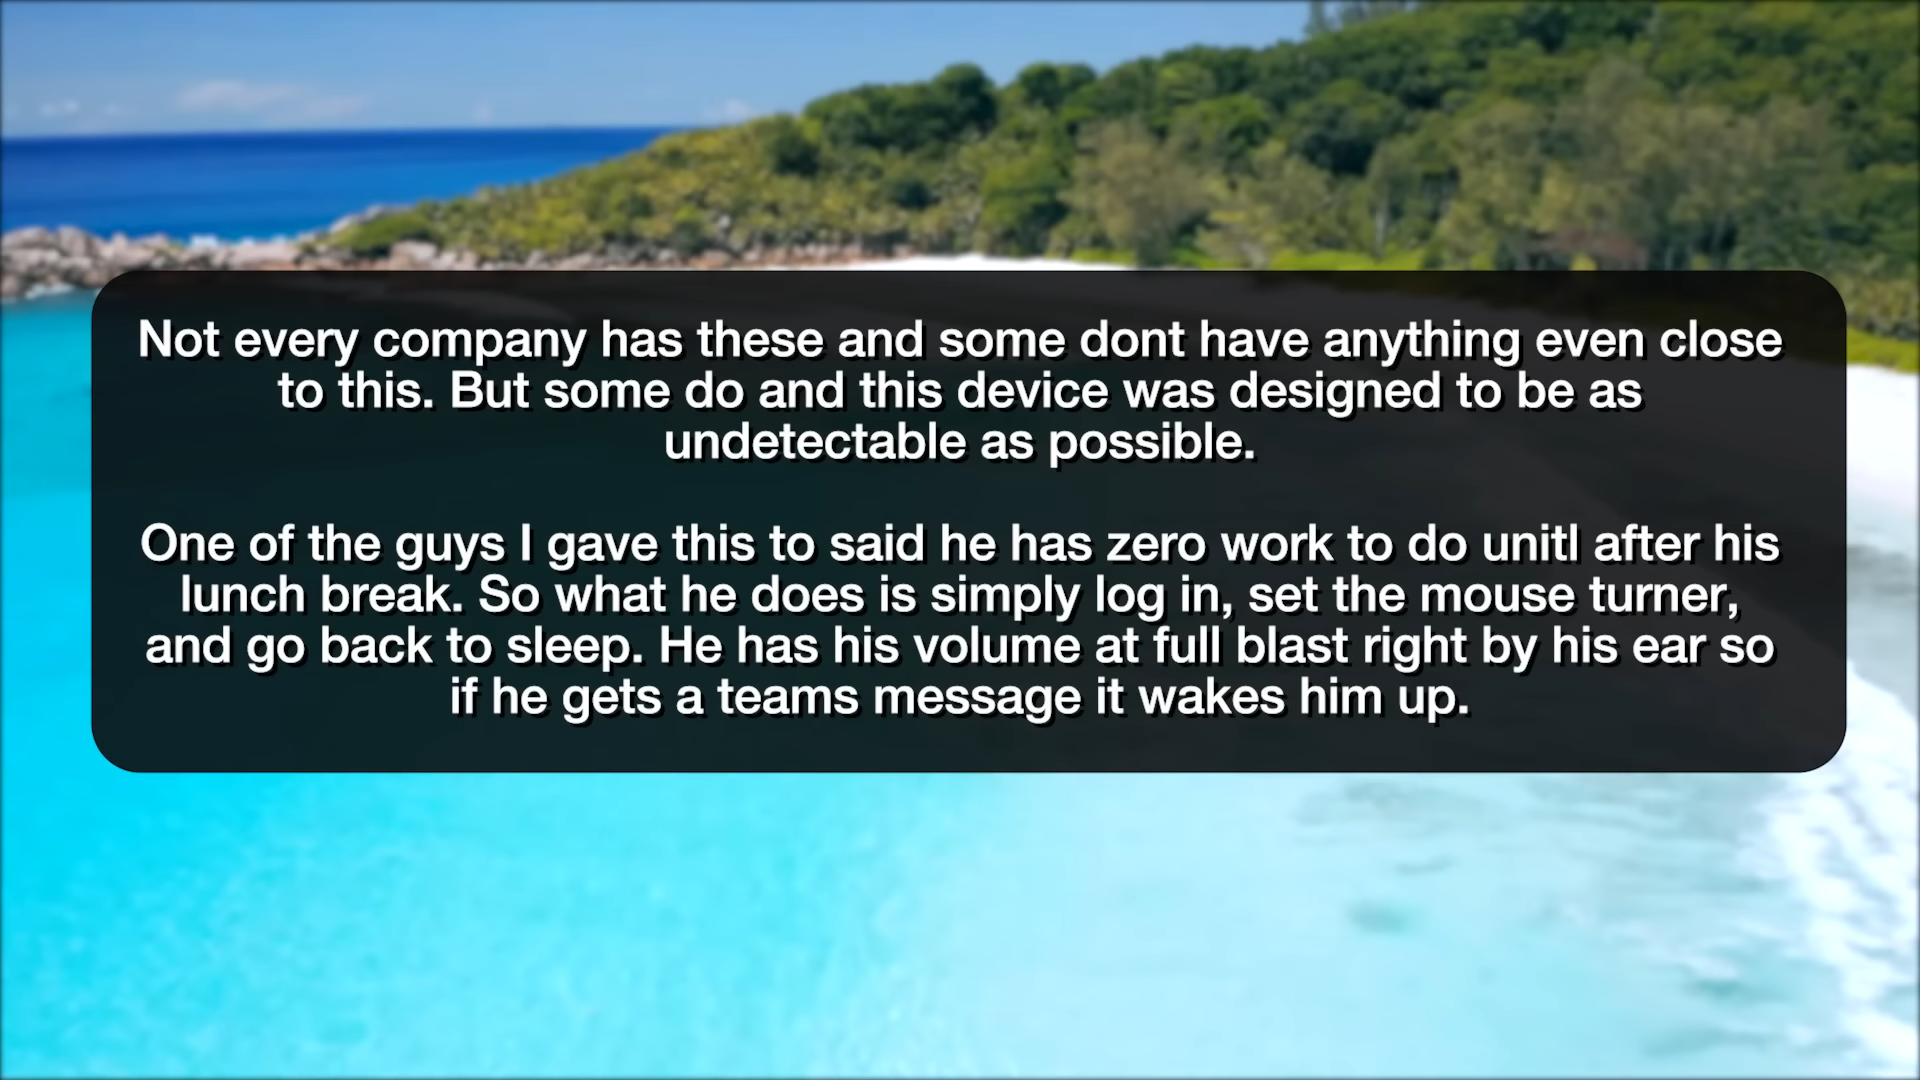 Not every company has these and some dont have anything even close
to this. But some do and this device was designed to be as
undetectable as possible.
One of the guys I gave this to said he has zero work to do unitl after his
lunch break. So what he does is simply log in, set the mouse turner,
and go back to sleep. He has his volume at full blast right by his ear so
if he gets a teams message it wakes him up.